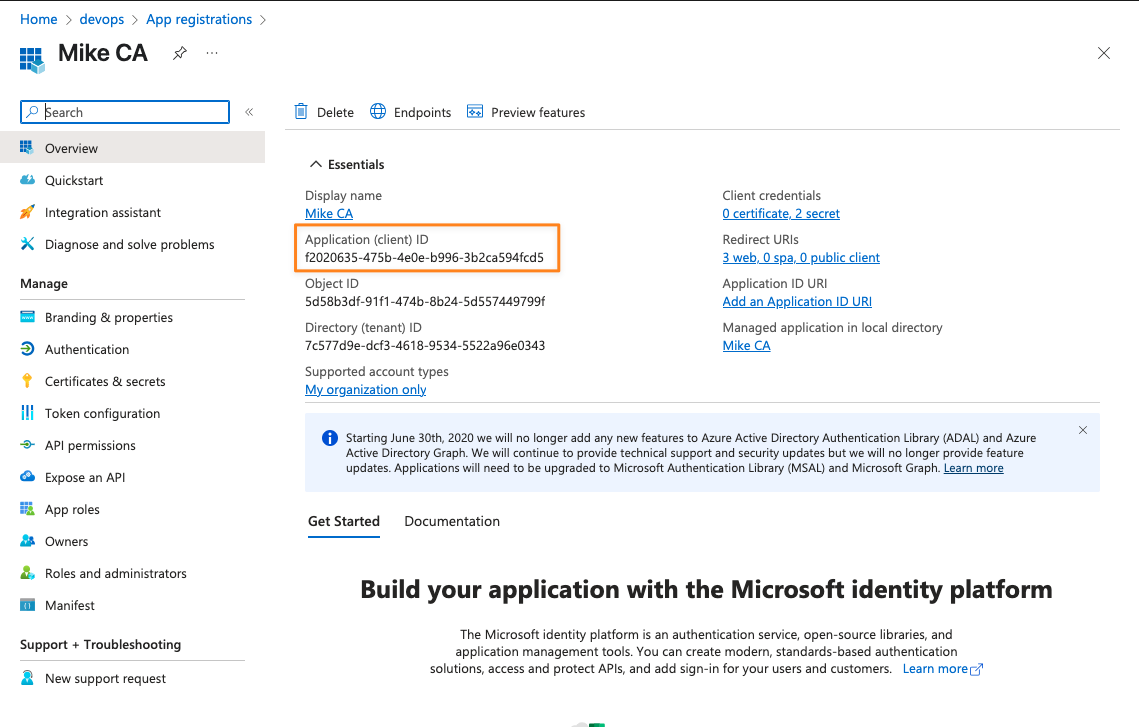 Home > devops > App registrations >
Mike CA
Search
«
Delete
Endpoints
Preview features
Overview
Quickstart
Integration assistant
Diagnose and solve problems
Manage
Branding & properties
Authentication
Certificates & secrets
Token configuration
API permissions
Expose an API
App roles
Owners
Roles and administrators
Manifest
Support + Troubleshooting
New support request
Essentials
Display name
Mike CA
Application (client) ID
f2020635-475b-4e0e-b996-3b2ca594fcd5
Object ID
5d58b3df-91f1-474b-8b24-5d557449799f
Directory (tenant) ID
7c577d9e-dcf3-4618-9534-5522a96e0343
Supported account types
My organization only
Client credentials
0 certificate, 2 secret
Redirect URIs
3 web, 0 spa, 0 public client
Application ID URI
Add an Application ID URI
Managed application in local directory
Mike CA
Starting June 30th, 2020 we will no longer add any new features to Azure Active Directory Authentication Library (ADAL) and Azure
Active Directory Graph. We will continue to provide technical support and security updates but we will no longer provide feature
updates. Applications will need to be upgraded to Microsoft Authentication Library (MSAL) and Microsoft Graph. Learn more
Get Started
Documentation
Build your application with the Microsoft identity platform
The Microsoft identity platform is an authentication service, open-source libraries, and
application management tools. You can create modern, standards-based authentication
solutions, access and protect APIs, and add sign-in for your users and customers. Learn more